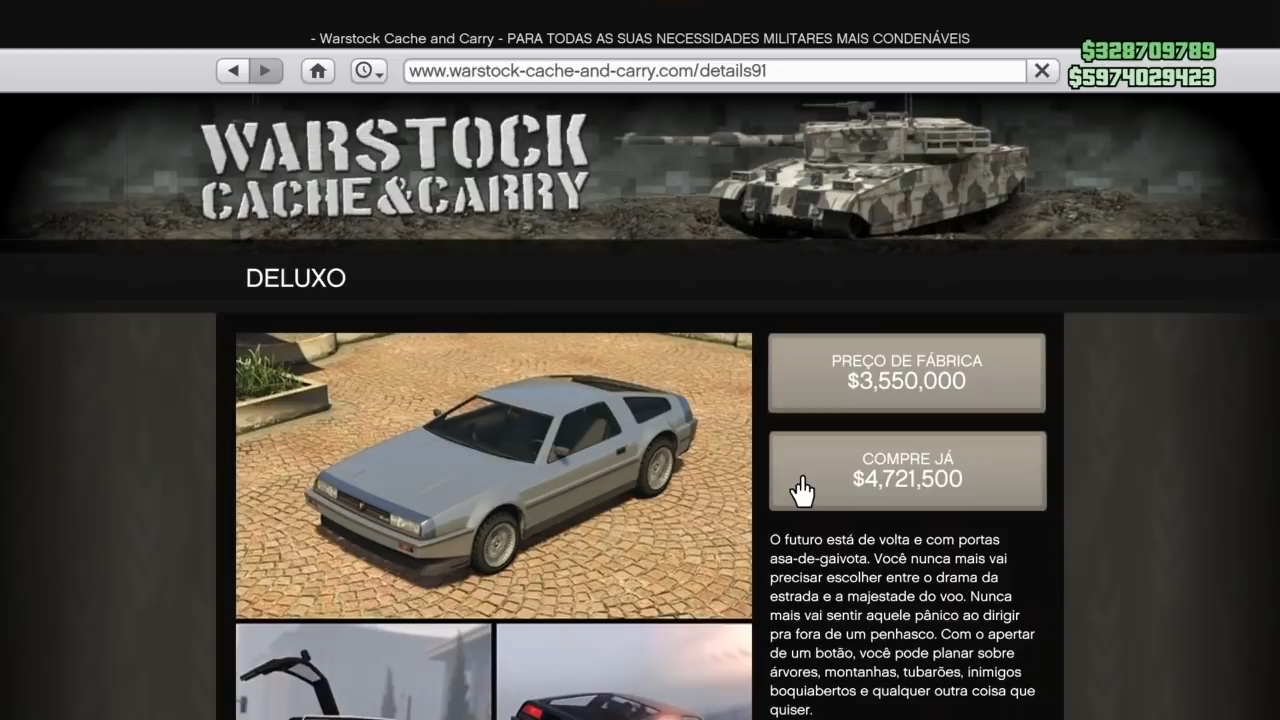 - Warstock Cache and Carry - PARA TODAS AS SUAS NECESSIDADES MILITARES MAIS CONDENÁVEIS
$328709789
www.warstock-cache-and-carry.com/details91
$5974029423
WARSTOCK
CACHE&CARRY
DELUXO
PREÇO DE FÁBRICA
$3,550,000
COMPRE JÁ
$4,721,500
O futuro está de volta e com portas
asa-de-gaivota. Você nunca mais vai
precisar escolher entre o drama da
estrada e a majestade do voo. Nunca
mais vai sentir aquele pânico ao dirigir
pra fora de um penhasco. Com o apertar
de um botão, você pode planar sobre
árvores, montanhas, tubarões, inimigos
boquiabertos e qualquer outra coisa que
quiser.